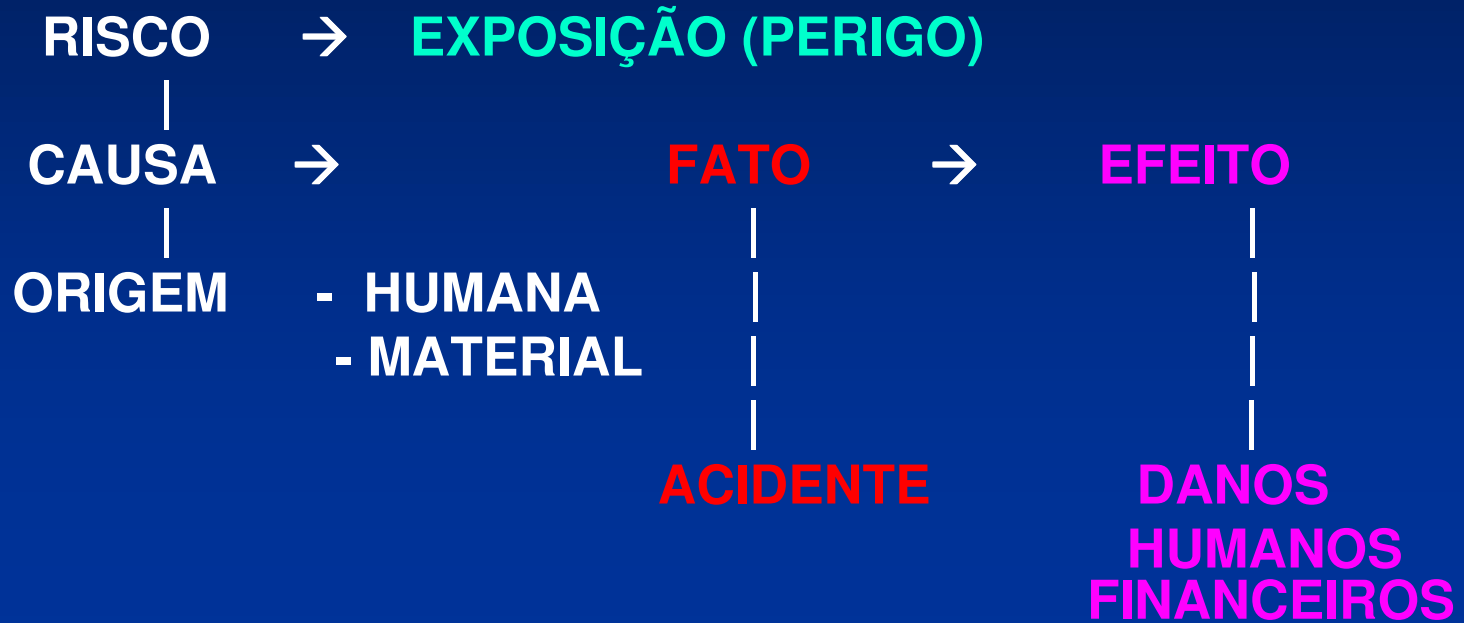 RISCO → EXPOSIÇÃO (PERIGO)
CAUSA → FATO → EFEITO
ORIGEM - HUMANA
- MATERIAL
ACIDENTE DANOS
HUMANOS
FINANCEIROS